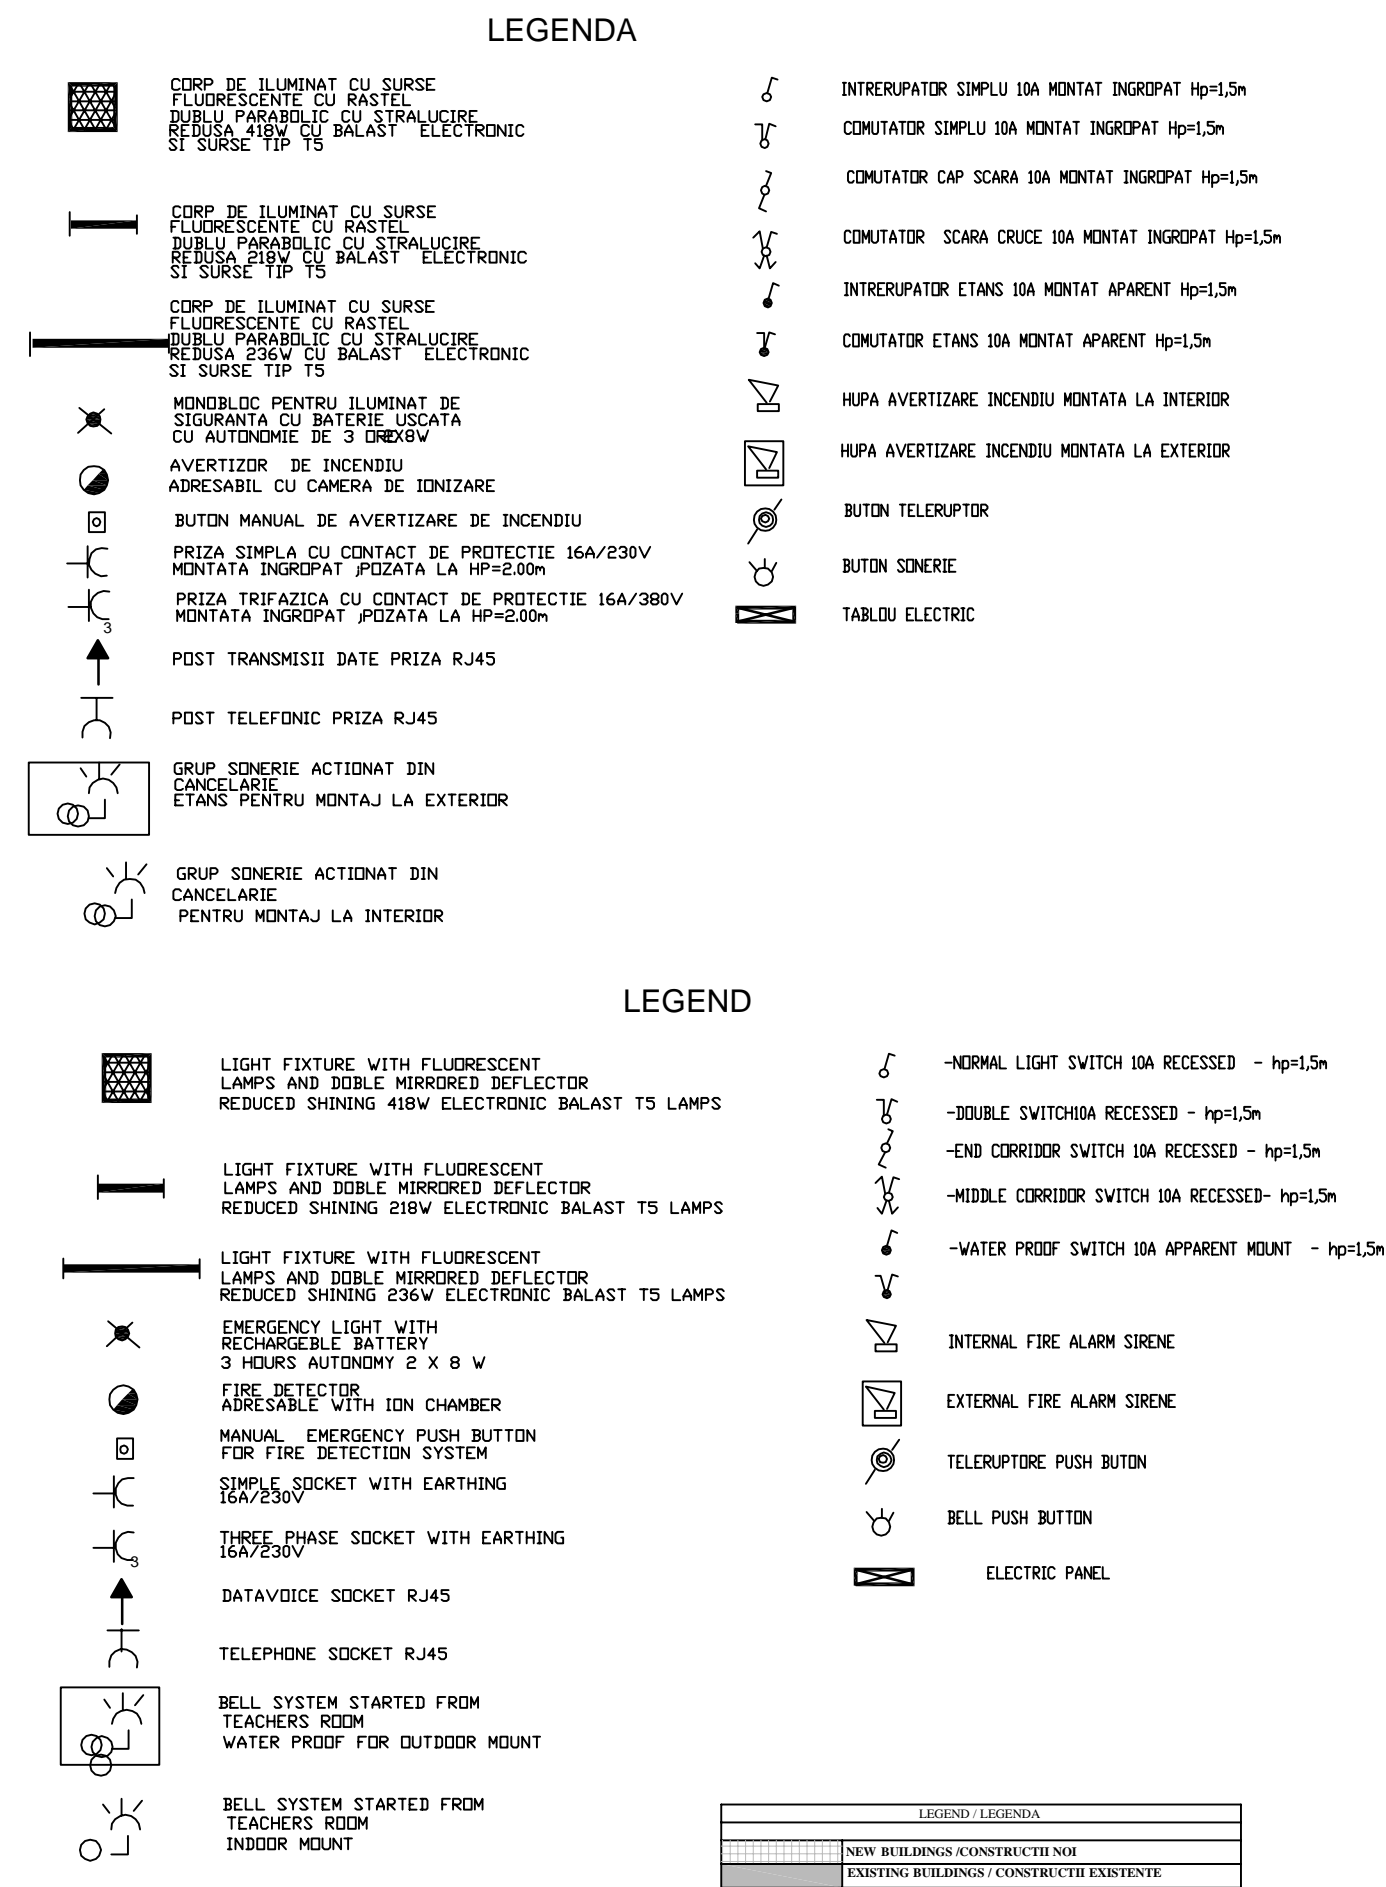 LEGENDA
CORP DE ILUMINAT CU SURSE
FLUORESCENTE CU RASTEL
DUBLU PARABOLIC CU STRALUCIRE
REDUSA 418W CU BALAST ELECTRONIC
SI SURSE TIP T5
CORP DE ILUMINAT CU SURSE
FLUORESCENTE CU RASTEL
DUBLU PARABOLIC CU STRALUCIRE
REDUSA 218W CU BALAST ELECTRONIC
SI SURSE TIP T5
CORP DE ILUMINAT CU SURSE
FLUORESCENTE CU RASTEL
DUBLU PARABOLIC CU STRALUCIRE
REDUSA 236W CU BALAST ELECTRONIC
SI SURSE TIP T5
MONOBLOC PENTRU ILUMINAT DE
SIGURANTA CU BATERIE USCATA
CU AUTONOMIE DE 3 ORE 2X8W
AVERTIZOR DE INCENDIU
ADRESABIL CU CAMERA DE IONIZARE
BUTON MANUAL DE AVERTIZARE DE INCENDIU
PRIZA SIMPLA CU CONTACT DE PROTECTIE 16A/230V
MONTATA INGROPAT ;POZATA LA HP=2.00m
PRIZA TRIFAZICA CU CONTACT DE PROTECTIE 16A/380V
MONTATA INGROPAT ;POZATA LA HP=2.00m
3
POST TRANSMISII DATE PRIZA RJ45
POST TELEFONIC PRIZA RJ45
GRUP SONERIE ACTIONAT DIN
CANCELARIE
ETANS PENTRU MONTAJ LA EXTERIOR
GRUP SONERIE ACTIONAT DIN
CANCELARIE
PENTRU MONTAJ LA INTERIOR
INTRERUPATOR SIMPLU 10A MONTAT INGROPAT Hp=1,5m
COMUTATOR SIMPLU 10A MONTAT INGROPAT Hp=1,5m
COMUTATOR CAP SCARA 10A MONTAT INGROPAT Hp=1,5m
COMUTATOR SCARA CRUCE 10A MONTAT INGROPAT Hp=1,5m
INTRERUPATOR ETANS 10A MONTAT APARENT Hp=1,5m
COMUTATOR ETANS 10A MONTAT APARENT Hp=1,5m
HUPA AVERTIZARE INCENDIU MONTATA LA INTERIOR
HUPA AVERTIZARE INCENDIU MONTATA LA EXTERIOR
BUTON TELERUPTOR
BUTON SONERIE
TABLOU ELECTRIC
LEGEND
LIGHT FIXTURE WITH FLUORESCENT
LAMPS AND DOBLE MIRRORED DEFLECTOR
REDUCED SHINING 418W ELECTRONIC BALAST T5 LAMPS
LIGHT FIXTURE WITH FLUORESCENT
LAMPS AND DOBLE MIRRORED DEFLECTOR
REDUCED SHINING 218W ELECTRONIC BALAST T5 LAMPS
LIGHT FIXTURE WITH FLUORESCENT
LAMPS AND DOBLE MIRRORED DEFLECTOR
REDUCED SHINING 236W ELECTRONIC BALAST T5 LAMPS
EMERGENCY LIGHT WITH
RECHARGEBLE BATTERY
3 HOURS AUTONOMY 2 X 8 W
FIRE DETECTOR
ADRESABLE WITH ION CHAMBER
MANUAL EMERGENCY PUSH BUTTON
FOR FIRE DETECTION SYSTEM
SIMPLE SOCKET WITH EARTHING
16A/230V
THREE PHASE SOCKET WITH EARTHING
16A/230V
3
DATAVOICE SOCKET RJ45
TELEPHONE SOCKET RJ45
BELL SYSTEM STARTED FROM
TEACHERS ROOM
WATER PROOF FOR OUTDOOR MOUNT
BELL SYSTEM STARTED FROM
TEACHERS ROOM
INDOOR MOUNT
-NORMAL LIGHT SWITCH 10A RECESSED - hp=1,5m
-DOUBLE SWITCH10A RECESSED - hp=1,5m
-END CORRIDOR SWITCH 10A RECESSED - hp=1,5m
-MIDDLE CORRIDOR SWITCH 10A RECESSED- hp=1,5m
-WATER PROOF SWITCH 10A APPARENT MOUNT - hp=1,5m
INTERNAL FIRE ALARM SIRENE
EXTERNAL FIRE ALARM SIRENE
TELERUPTORE PUSH BUTON
BELL PUSH BUTTON
ELECTRIC PANEL
LEGEND / LEGENDA
NEW BUILDINGS /CONSTRUCTII NOI
EXISTING BUILDINGS / CONSTRUCTII EXISTENTE